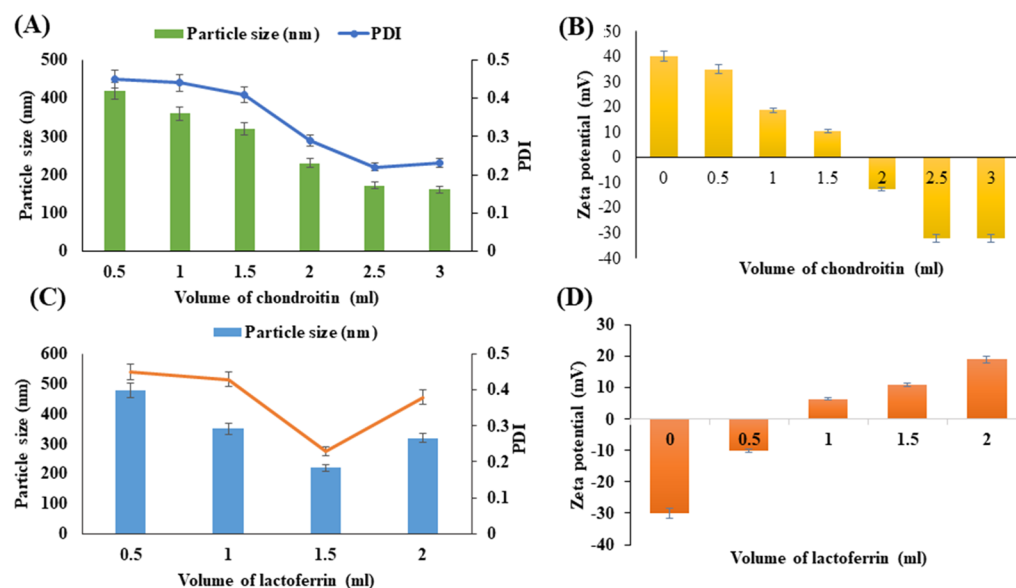 (A)
Particle size (nm) PDI
500 0.5
400 0.4
300 0.3
200 0.2
100 0.1
0 0
Particle size (nm)
PDI
0.5 1 1.5 2 2.5 3
Volume of chondroitin (ml)
(B)
50
40
30
20
10
0
-10
-20
-30
-40
Zeta potential (mV)
0 0.5 1 1.5 2 2.5 3
Volume of chondroitin (ml)
(C)
Particle size (nm)
600 0.5
500
400 0.4
300 0.3
200 0.2
100 0.1
0 0
Particle size (nm)
PDI
0.5 1 1.5 2
Volume of lactoferrin (ml)
(D)
30
20
10
0
-10
-20
-30
-40
Zeta potential (mV)
0 0.5 1 1.5 2
Volume of lactoferrin (ml)